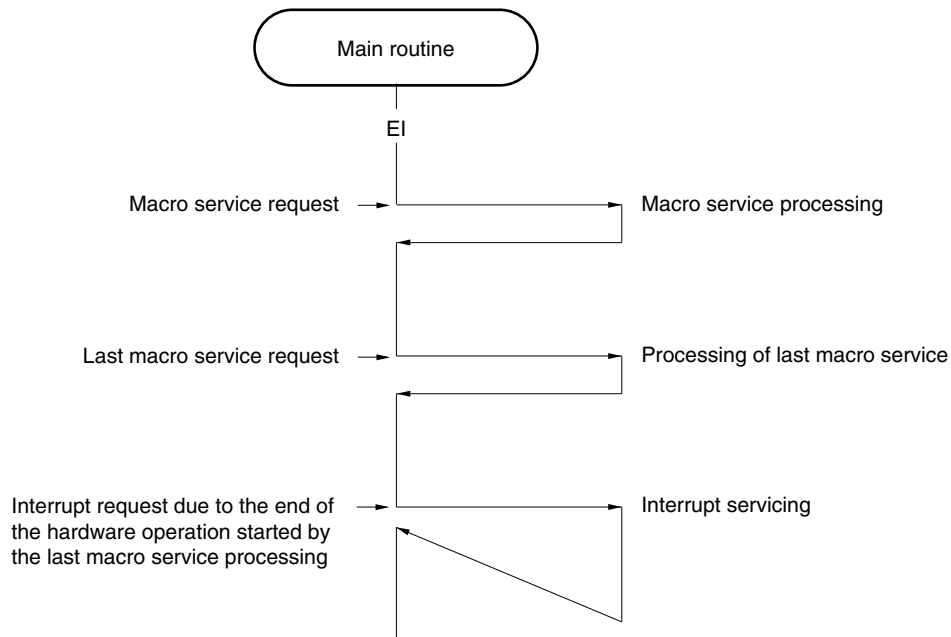 Main routine
EI
Macro service request
Macro service processing
Last macro service request
Processing of last macro service
Interrupt request due to the end of
the hardware operation started by
the last macro service processing
Interrupt servicing